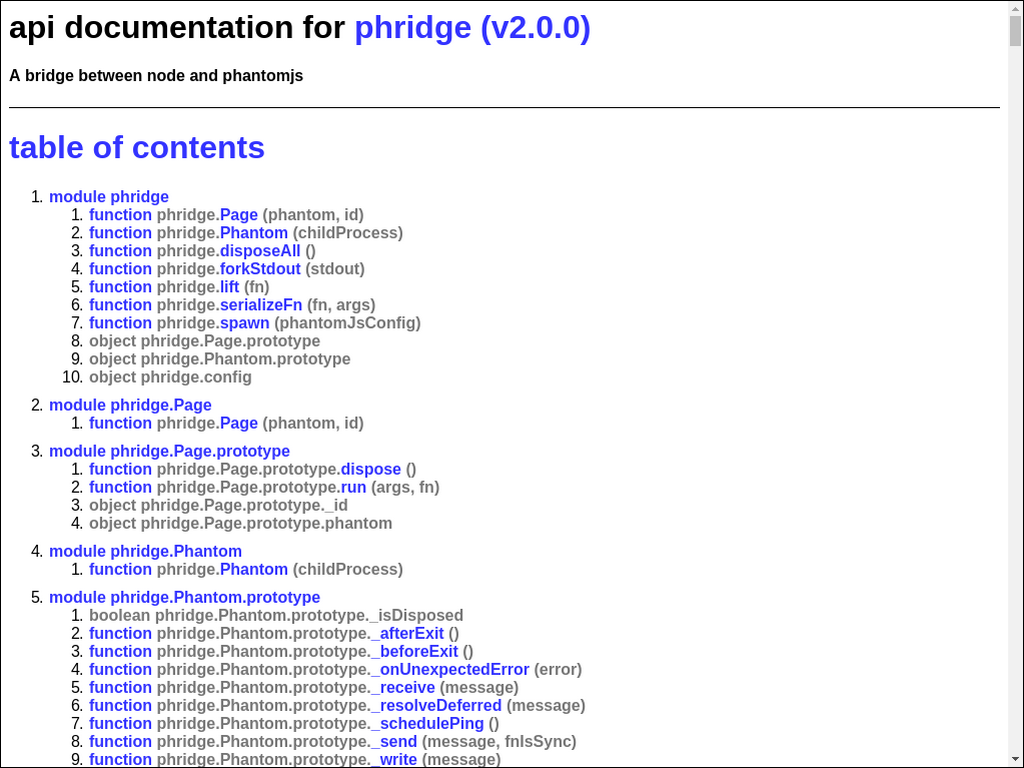 api documentation for phridge (v2.0.0)
A bridge between node and phantomjs
table of contents
1. module phridge
1. function phridge.Page (phantom, id)
2. function phridge.Phantom (childProcess)
3. function phridge.disposeAll ()
4. function phridge.forkStdout (stdout)
5. function phridge.lift (fn)
6. function phridge.serializeFn (fn, args)
7. function phridge.spawn (phantomJsConfig)
8. object phridge.Page.prototype
9. object phridge.Phantom.prototype
10. object phridge.config
2. module phridge.Page
1. function phridge.Page (phantom, id)
3. module phridge.Page.prototype
1. function phridge.Page.prototype.dispose ()
2. function phridge.Page.prototype.run (args, fn)
3. object phridge.Page.prototype._id
4. object phridge.Page.prototype.phantom
4. module phridge.Phantom
1. function phridge.Phantom (childProcess)
5. module phridge.Phantom.prototype
1. boolean phridge.Phantom.prototype._isDisposed
2. function phridge.Phantom.prototype._afterExit ()
3. function phridge.Phantom.prototype._beforeExit ()
4. function phridge.Phantom.prototype._onUnexpectedError (error)
5. function phridge.Phantom.prototype._receive (message)
6. function phridge.Phantom.prototype._resolveDeferred (message)
7. function phridge.Phantom.prototype._schedulePing ()
8. function phridge.Phantom.prototype._send (message, fnIsSync)
9. function phridge.Phantom.prototype._write (message)